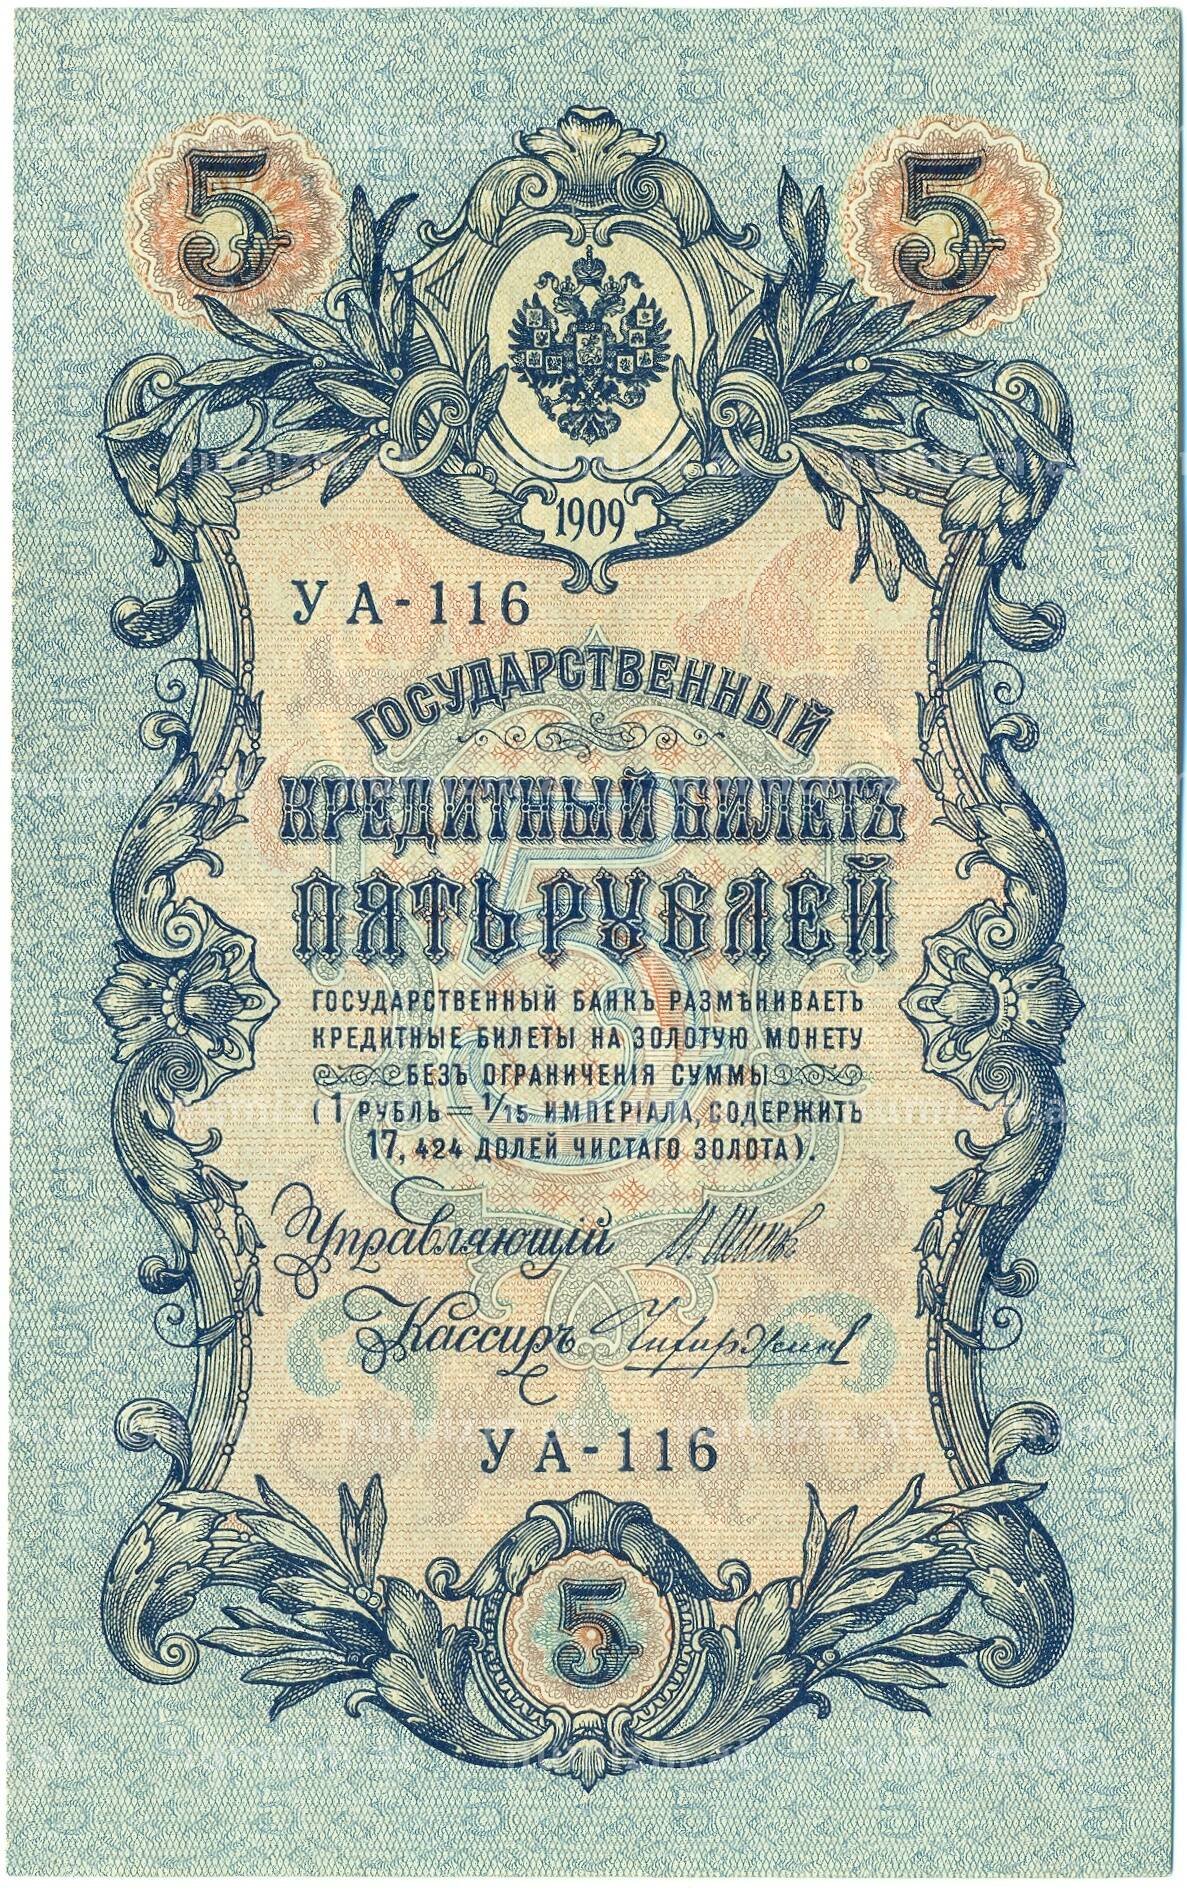 5 5
1909
УА-116
ГОСУДАРСТВЕННЫЙ
КРЕДИТНЫЙ БИЛЕТЪ
ПЯТЬ РУБЛЕЙ
ГОСУДАРСТВЕННЫЙ БАНКЪ РАЗМѢНИВАЕТЪ
КРЕДИТНЫЕ БИЛЕТЫ НА ЗОЛОТУЮ МОНЕТУ
БЕЗЪ ОГРАНИЧЕНІЯ СУММЫ
(1 РУБЛЬ = 1/15 ИМПЕРІАЛА, СОДЕРЖИТЪ
17,424 ДОЛЕЙ ЧИСТАГО ЗОЛОТА).
Управляющій
Кассиръ
УА-116
5